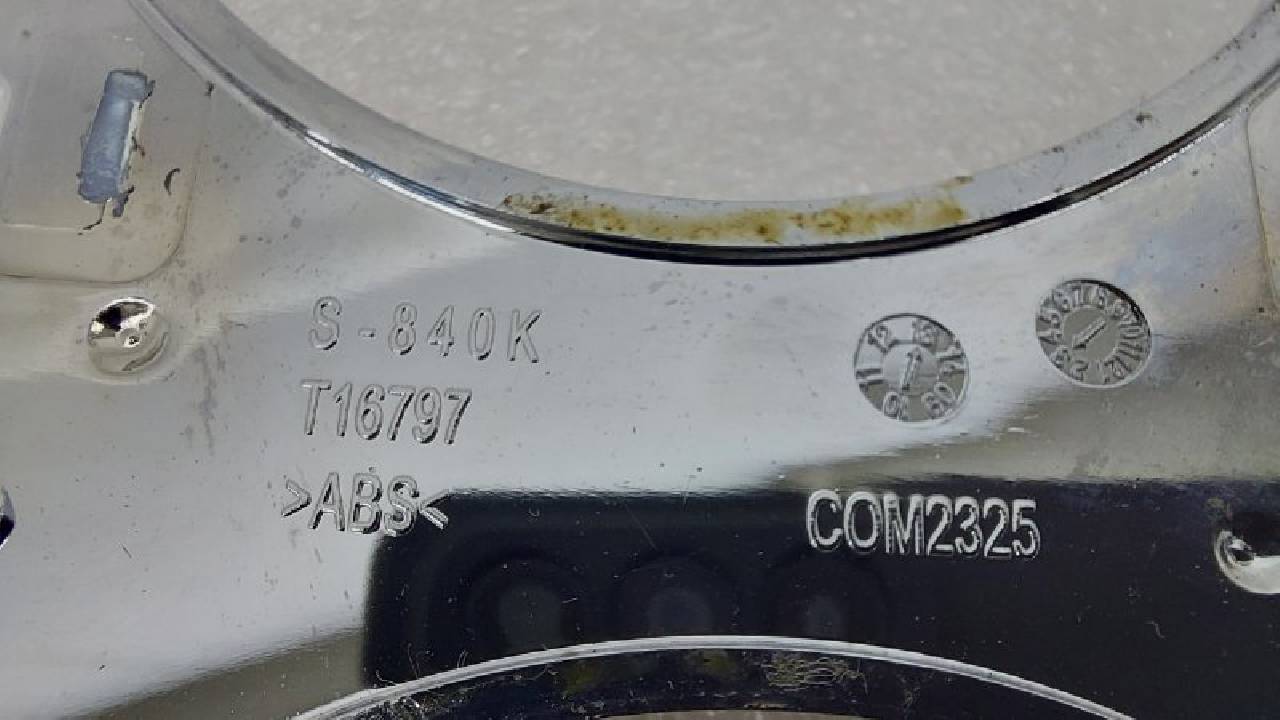 S-840K
T16797
>ABS<
COM2325